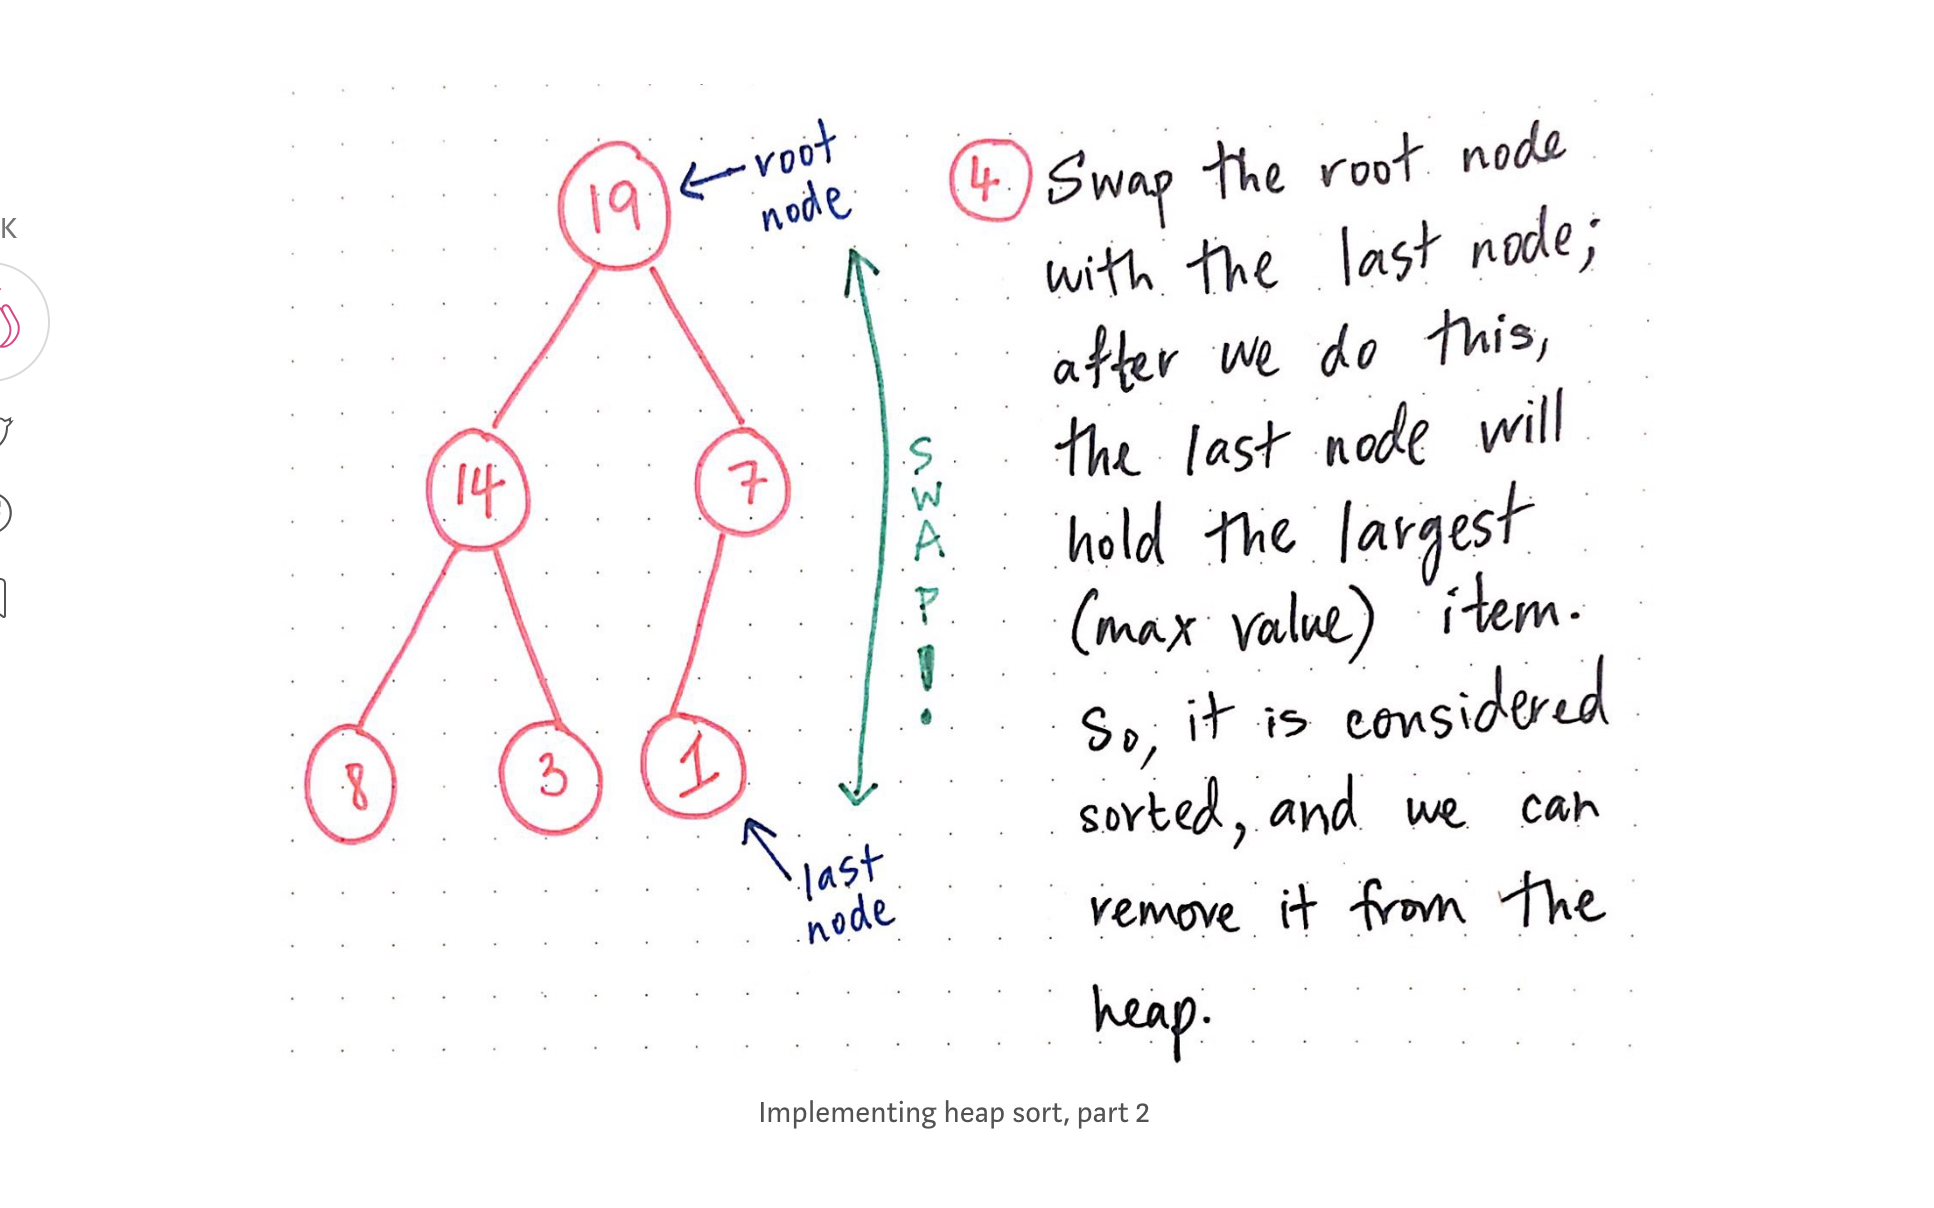 K
19
← root
node
14
7
8
3
1
last
node
SWAP!
4 Swap the root node
with the last node;
after we do this,
the last node will
hold the largest
(max value) item.
So, it is considered
sorted, and we can
remove it from the
heap.
Implementing heap sort, part 2